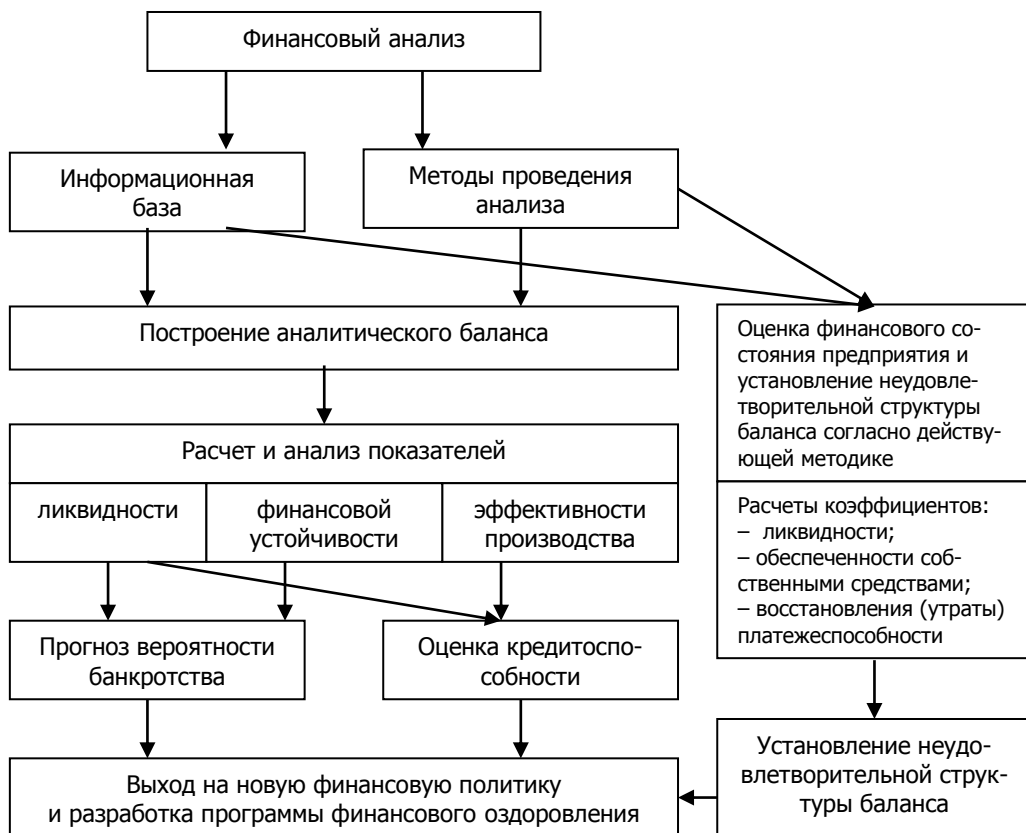 Финансовый анализ
Информационная
база
Методы проведения
анализа
Построение аналитического баланса
Оценка финансового со-
стояния предприятия и
установление неудовле-
творительной структуры
баланса согласно действу-
ющей методике
Расчет и анализ показателей
ликвидности
финансовой
устойчивости
эффективности
производства
Расчеты коэффициентов:
– ликвидности;
– обеспеченности соб-
ственными средствами;
– восстановления (утраты)
платежеспособности
Прогноз вероятности
банкротства
Оценка кредитоспо-
собности
Установление неудо-
влетворительной струк-
туры баланса
Выход на новую финансовую политику
и разработка программы финансового оздоровления